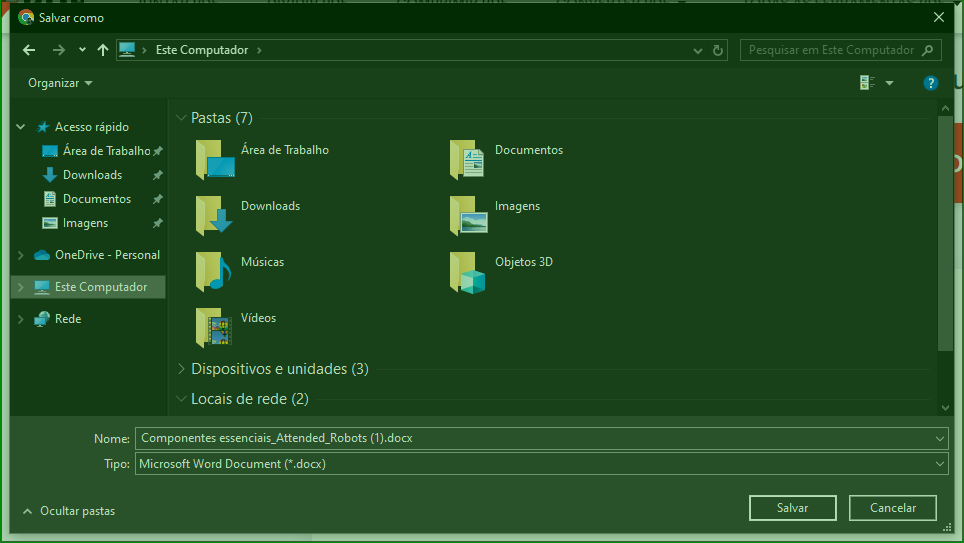 Salvar como
Este Computador
Pesquisar em Este Computador
Organizar
?
Acesso rápido
Área de Trabalho
Downloads
Documentos
Imagens
OneDrive - Personal
Este Computador
Rede
Pastas (7)
Área de Trabalho
Documentos
Downloads
Imagens
Músicas
Objetos 3D
Vídeos
Dispositivos e unidades (3)
Locais de rede (2)
Nome: Componentes essenciais_Attended_Robots (1).docx
Tipo: Microsoft Word Document (*.docx)
Ocultar pastas
Salvar
Cancelar